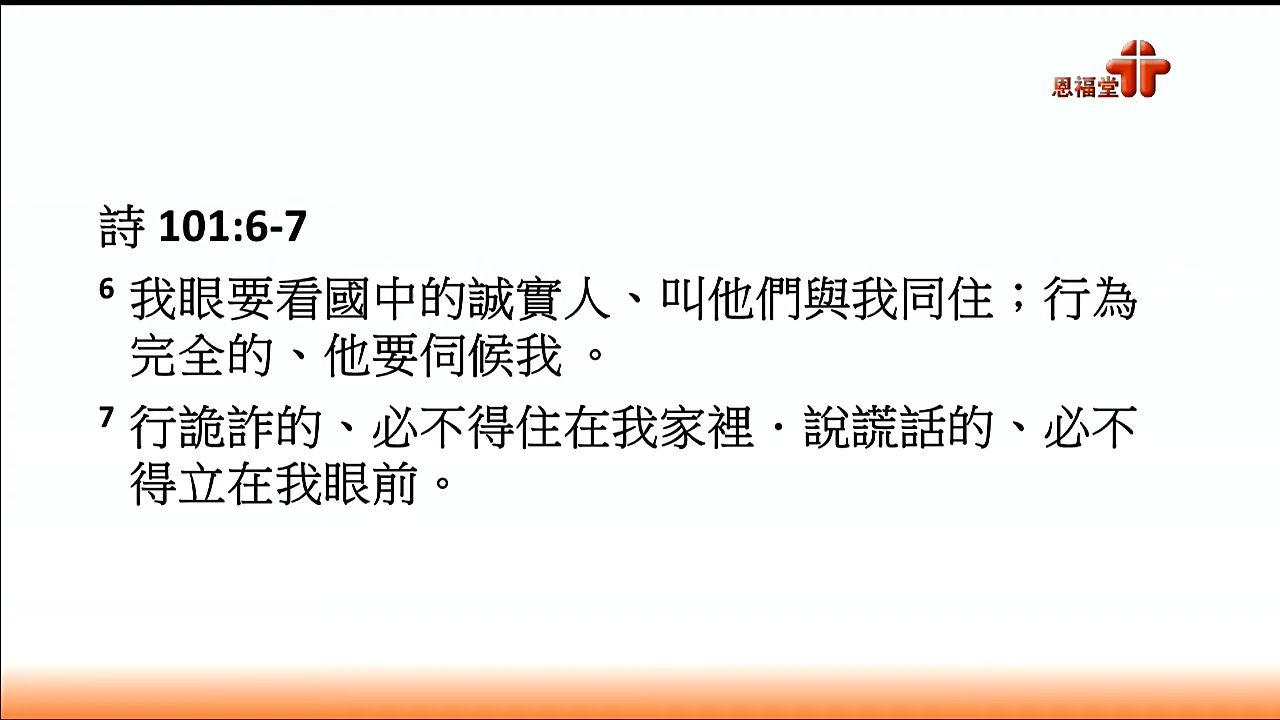 恩福堂
詩 101:6-7
6 我眼要看國中的誠實人、叫他們與我同住；行為
完全的、他要伺候我 。
7 行詭詐的、必不得住在我家裡．說謊話的、必不
得立在我眼前。